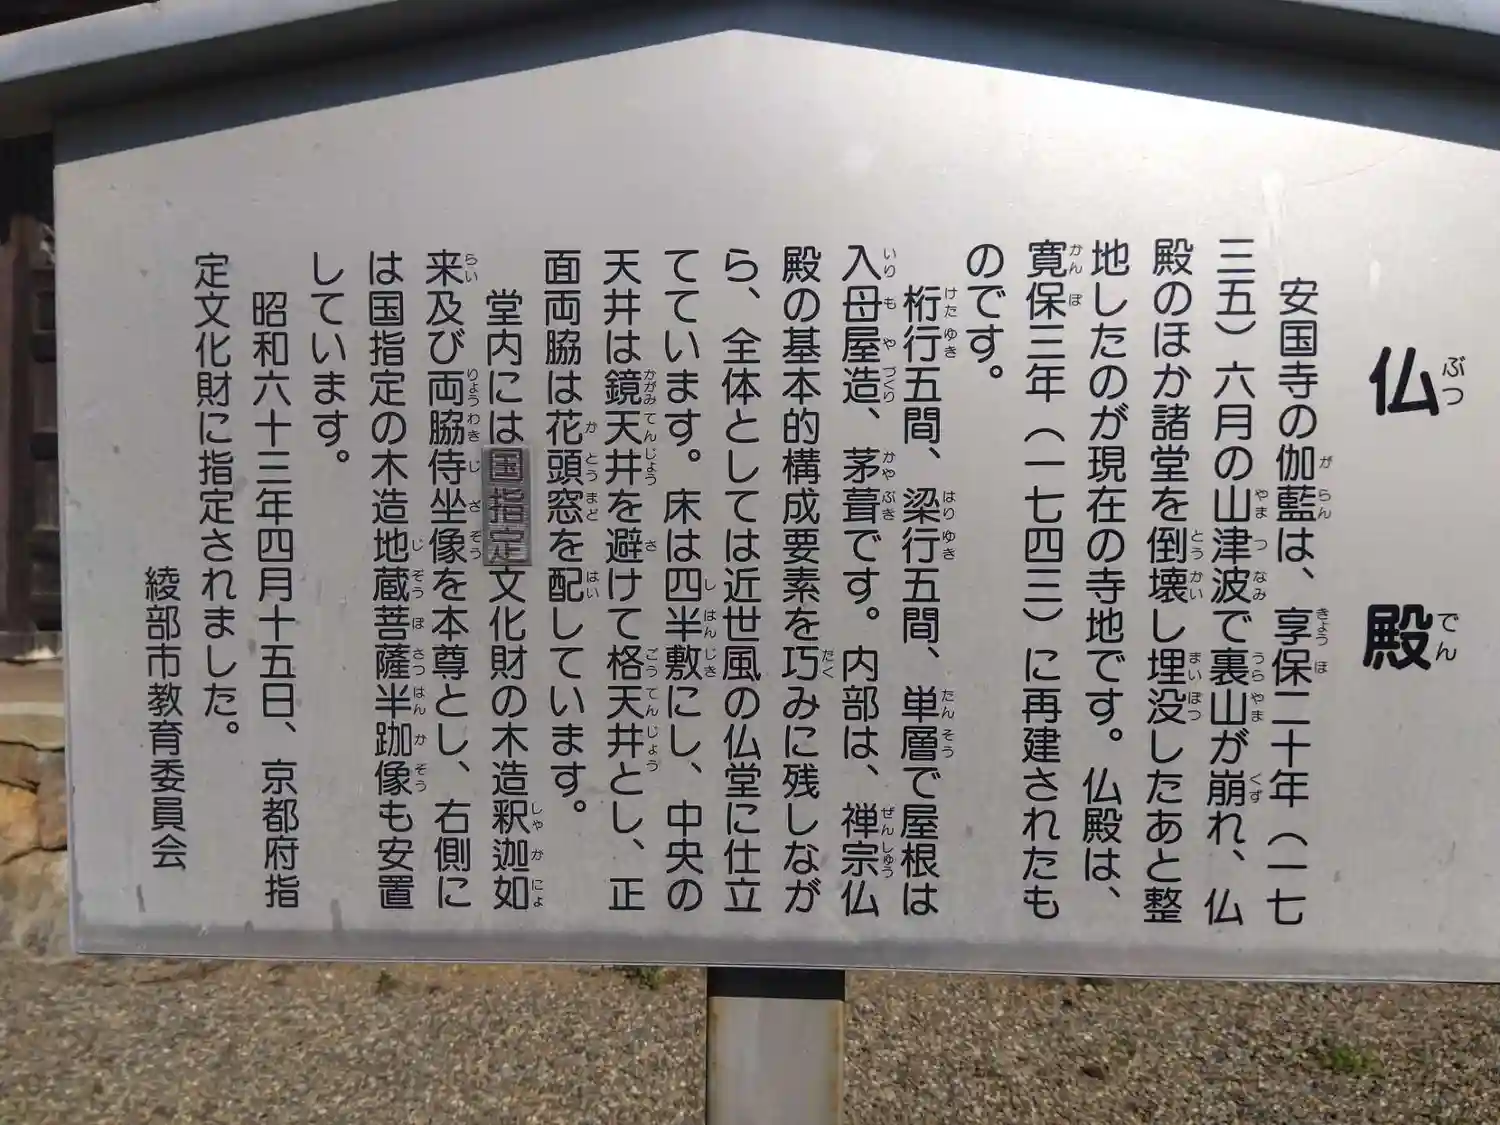 仏殿
ぶつでん
安国寺の伽藍は、享保二十年（一七
三五）六月の山津波で裏山が崩れ、仏
殿のほか諸堂を倒壊し埋没したあと整
地したのが現在の寺地です。仏殿は、
寛保三年（一七四三）に再建されたも
のです。
桁行五間、梁行五間、単層で屋根は
入母屋造、茅葺です。内部は、禅宗仏
殿の基本的構成要素を巧みに残しなが
ら、全体としては近世風の仏堂に仕立
てています。床は四半敷にし、中央の
天井は鏡天井を避けて格天井とし、正
面両脇は花頭窓を配しています。
堂内には国指定文化財の木造釈迦如
来及び両脇侍坐像を本尊とし、右側に
は国指定の木造地蔵菩薩半跏像も安置
しています。
昭和六十三年四月十五日、京都府指
定文化財に指定されました。
綾部市教育委員会